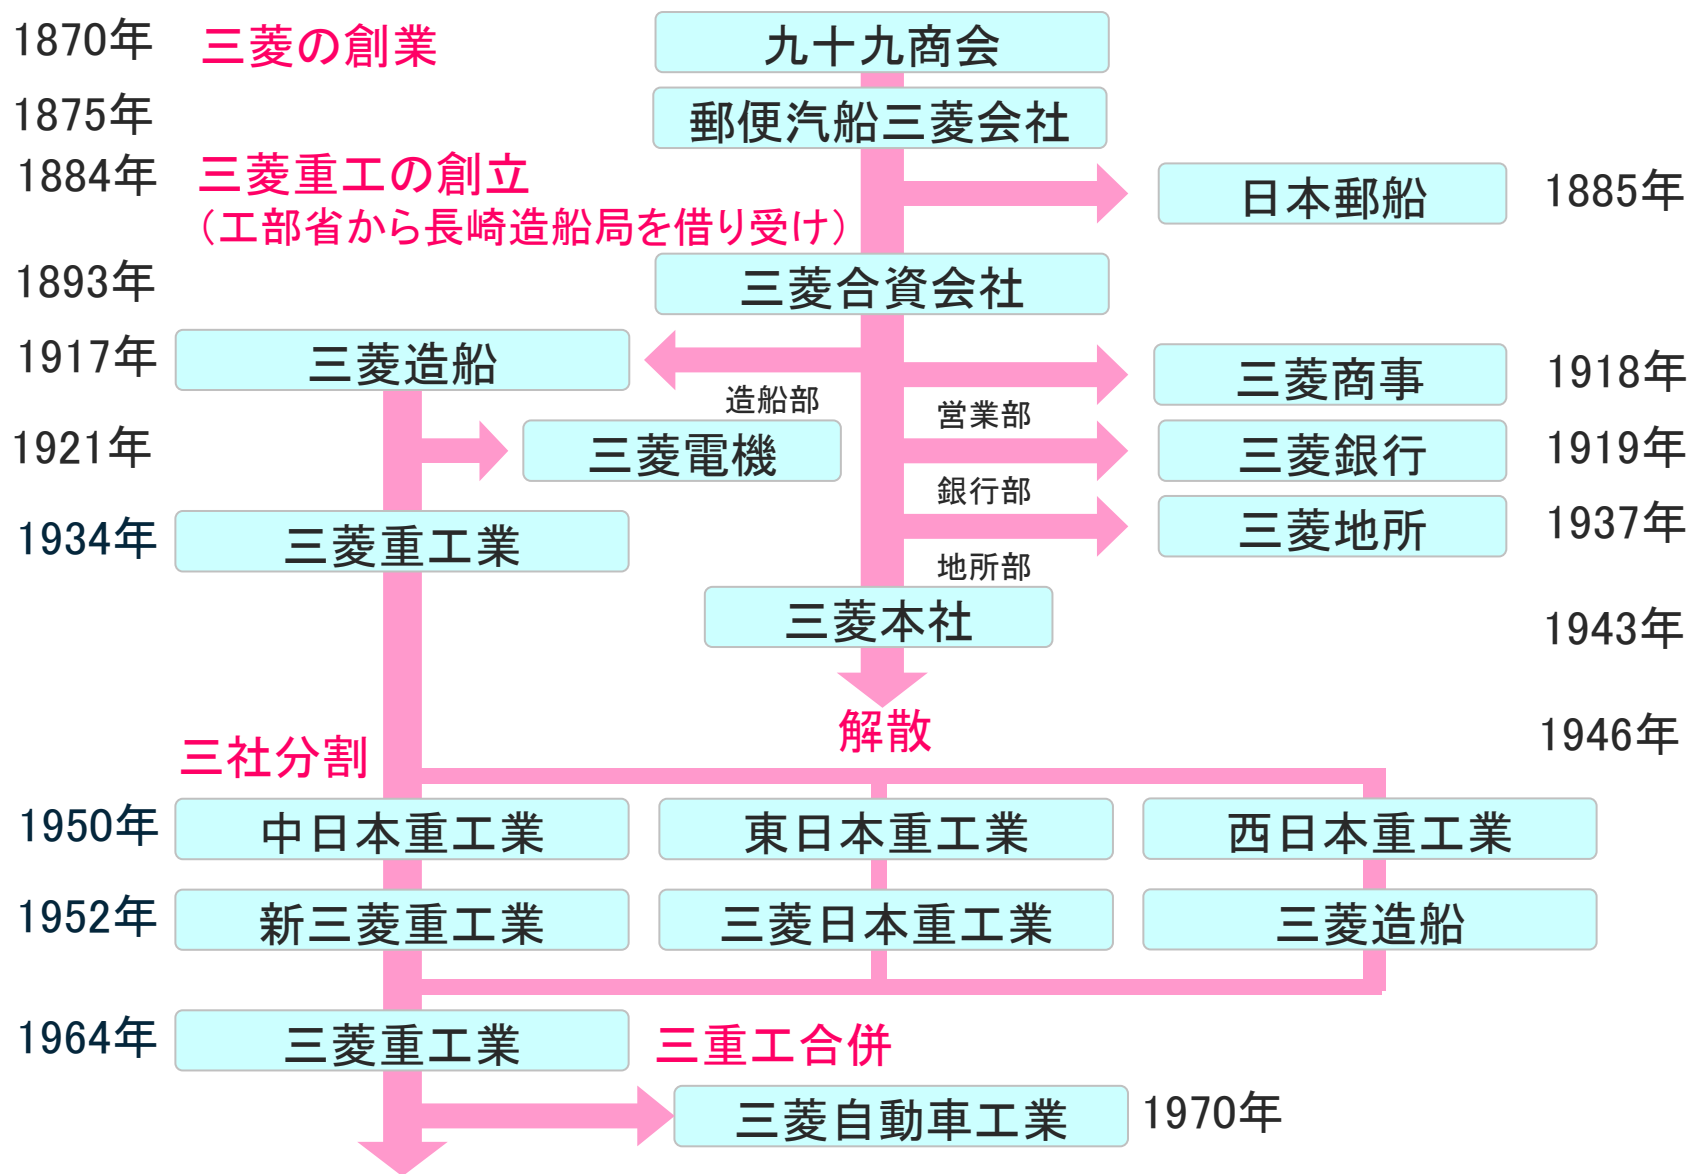 1870年 三菱の創業 九十九商会
1875年 郵便汽船三菱会社
1884年 三菱重工の創立
(工部省から長崎造船局を借り受け)
日本郵船 1885年
1893年 三菱合資会社
1917年 三菱造船
造船部
三菱商事 1918年
営業部
1921年 三菱電機
三菱銀行 1919年
銀行部
1934年 三菱重工業
三菱地所 1937年
地所部
三菱本社 1943年
解散 1946年
三社分割
1950年 中日本重工業 東日本重工業 西日本重工業
1952年 新三菱重工業 三菱日本重工業 三菱造船
1964年 三菱重工業 三重工合併
三菱自動車工業 1970年